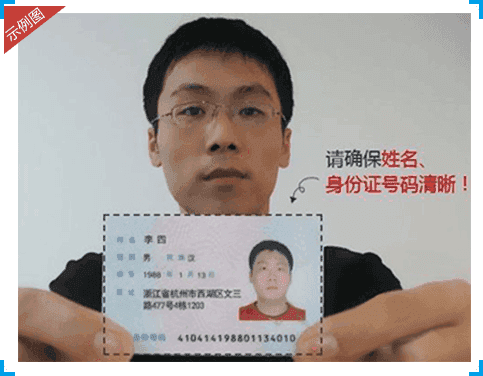 示例图
请确保姓名、
身份证号码清晰！
姓名 李四
性别 男 民族 汉
出生 1988 年 1 月 13 日
住址 浙江省杭州市西湖区文三
路477号4栋1203
身份号码 410414198801134010